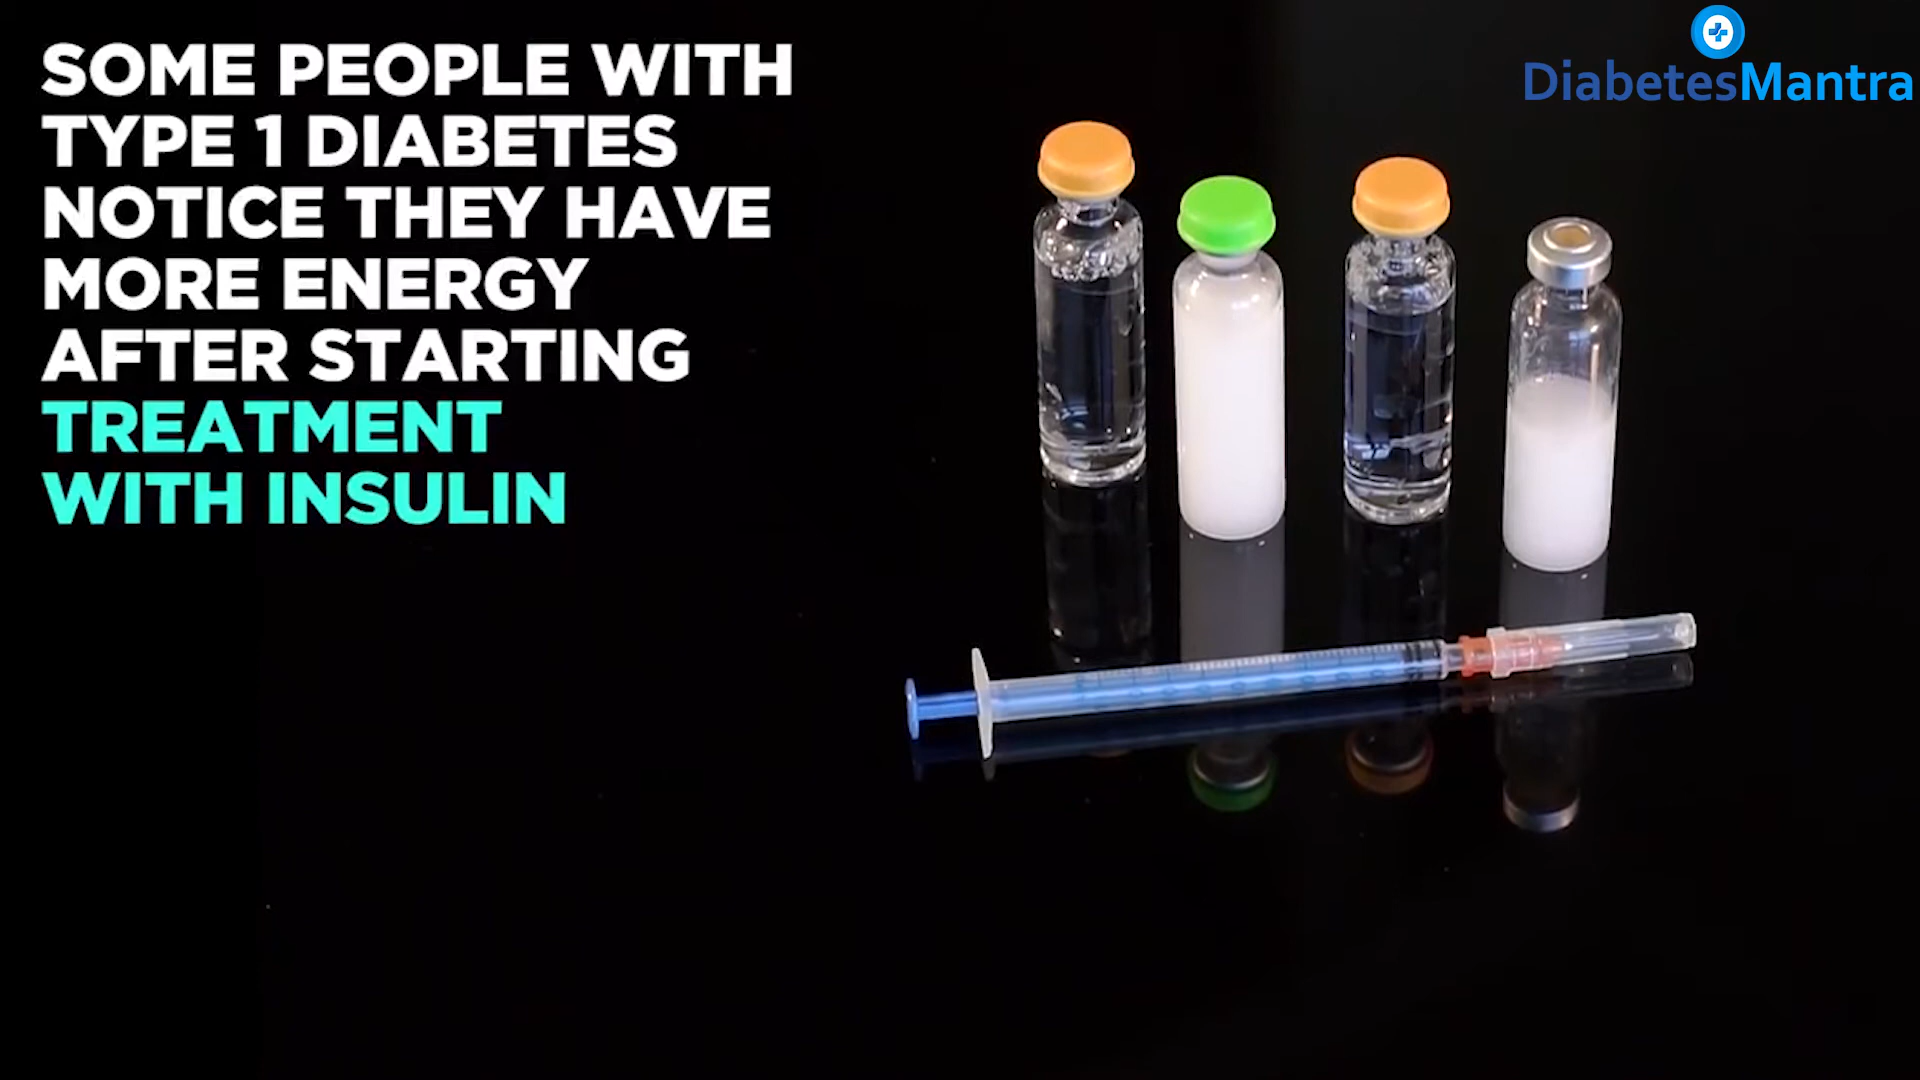 SOME PEOPLE WITH
TYPE 1 DIABETES
NOTICE THEY HAVE
MORE ENERGY
AFTER STARTING
TREATMENT
WITH INSULIN
DiabetesMantra